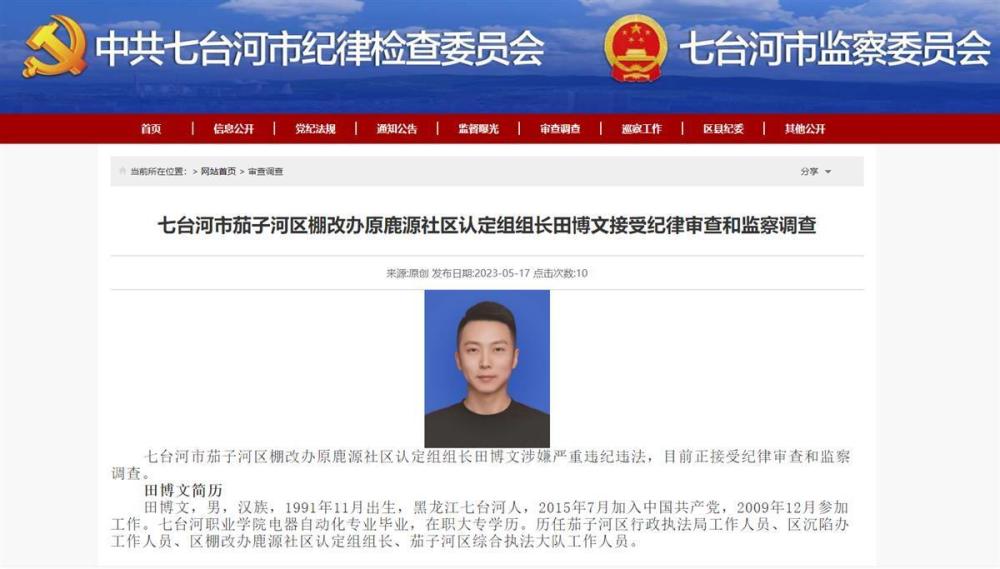 中共七台河市纪律检查委员会 七台河市监察委员会
首页 信息公开 党纪法规 通知公告 监督曝光 审查调查 巡察工作 区县纪委 其他公开
当前所在位置: > 网站首页 > 审查调查 分享
七台河市茄子河区棚改办原鹿源社区认定组组长田博文接受纪律审查和监察调查
来源:原创 发布日期:2023-05-17 点击次数:10
七台河市茄子河区棚改办原鹿源社区认定组组长田博文涉嫌严重违纪违法，目前正接受纪律审查和监察
调查。
田博文简历
田博文，男，汉族，1991年11月出生，黑龙江七台河人，2015年7月加入中国共产党，2009年12月参加
工作。七台河职业学院电器自动化专业毕业，在职大专学历。历任茄子河区行政执法局工作人员、区沉陷办
工作人员、区棚改办鹿源社区认定组组长、茄子河区综合执法大队工作人员。